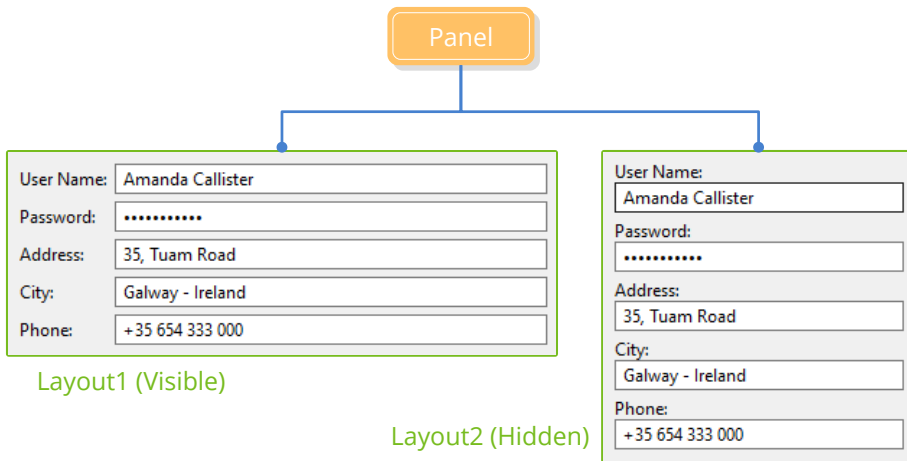 Panel
User Name: Amanda Callister
Password: •••••••••••
Address: 35, Tuam Road
City: Galway - Ireland
Phone: +35 654 333 000
Layout1 (Visible)
User Name:
Amanda Callister
Password:
•••••••••••
Address:
35, Tuam Road
City:
Galway - Ireland
Phone:
+35 654 333 000
Layout2 (Hidden)